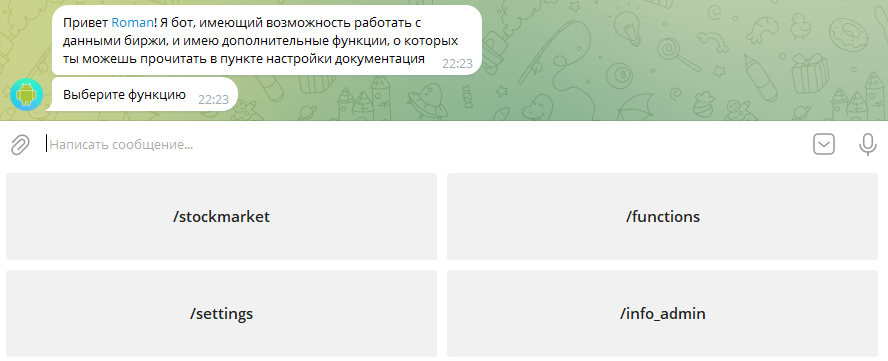 Привет Roman! Я бот, имеющий возможность работать с
данными биржи, и имею дополнительные функции, о которых
ты можешь прочитать в пункте настройки документация 22:23
Выберите функцию 22:23
Написать сообщение...
/stockmarket /functions
/settings /info_admin